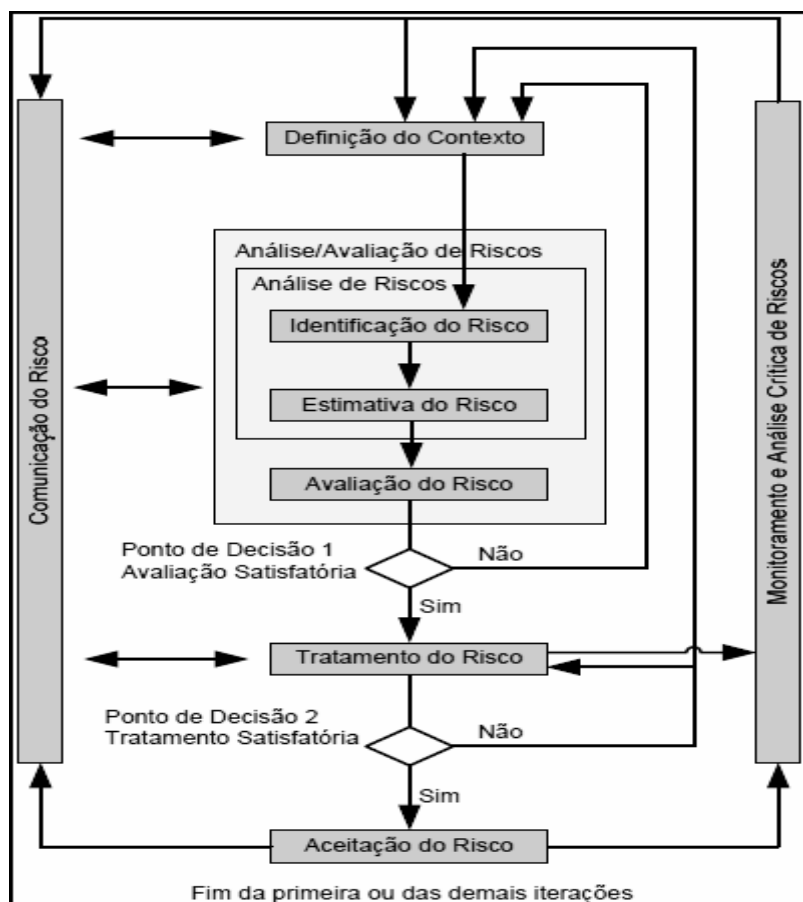 Definição do Contexto
Análise/Avaliação de Riscos
Análise de Riscos
Identificação do Risco
Estimativa do Risco
Avaliação do Risco
Comunicação do Risco
Monitoramento e Análise Crítica de Riscos
Ponto de Decisão 1
Avaliação Satisfatória
Não
Sim
Tratamento do Risco
Ponto de Decisão 2
Tratamento Satisfatória
Não
Sim
Aceitação do Risco
Fim da primeira ou das demais iterações